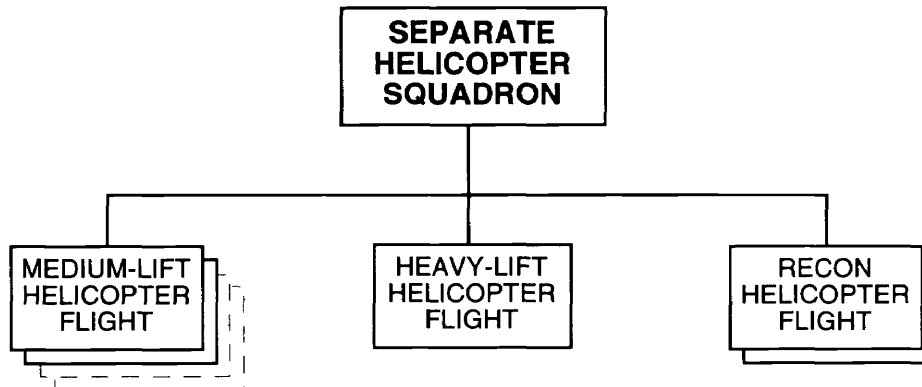 SEPARATE
HELICOPTER
SQUADRON
MEDIUM-LIFT
HELICOPTER
FLIGHT
HEAVY-LIFT
HELICOPTER
FLIGHT
RECON
HELICOPTER
FLIGHT